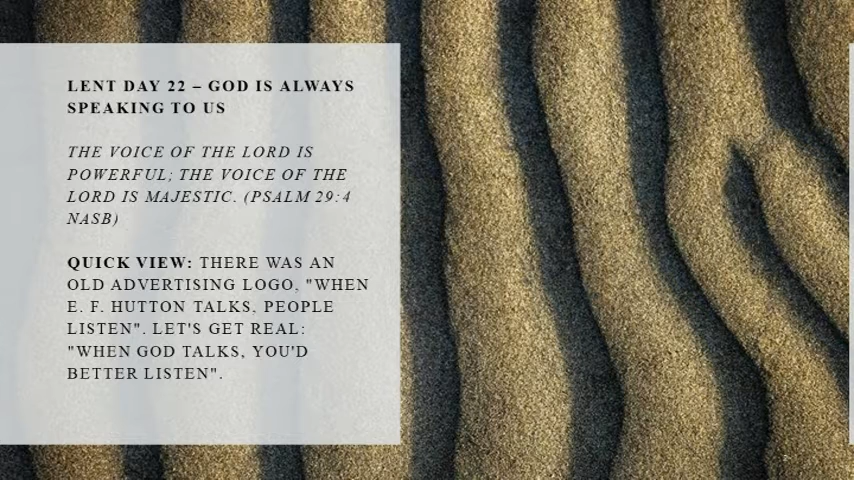 LENT DAY 22 – GOD IS ALWAYS
SPEAKING TO US
THE VOICE OF THE LORD IS
POWERFUL; THE VOICE OF THE
LORD IS MAJESTIC. (PSALM 29:4
NASB)
QUICK VIEW: THERE WAS AN
OLD ADVERTISING LOGO, "WHEN
E. F. HUTTON TALKS, PEOPLE
LISTEN". LET'S GET REAL:
"WHEN GOD TALKS, YOU'D
BETTER LISTEN".